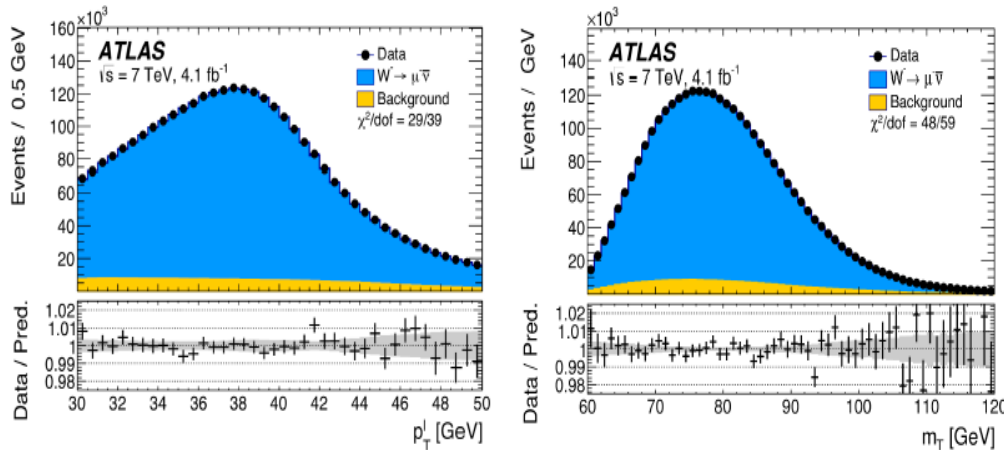 ×10³
160
140
120
100
80
60
40
20
Events / 0.5 GeV
ATLAS
√s = 7 TeV, 4.1 fb⁻¹
Data
W⁻→ μ⁻ν̄
Background
χ²/dof = 29/39
1.02
1.01
1
0.99
0.98
Data / Pred.
30 32 34 36 38 40 42 44 46 48 50
p_T^l [GeV]
×10³
160
140
120
100
80
60
40
20
Events / GeV
ATLAS
√s = 7 TeV, 4.1 fb⁻¹
Data
W⁻→ μ⁻ν̄
Background
χ²/dof = 48/59
1.02
1.01
1
0.99
0.98
Data / Pred.
60 70 80 90 100 110 120
m_T [GeV]